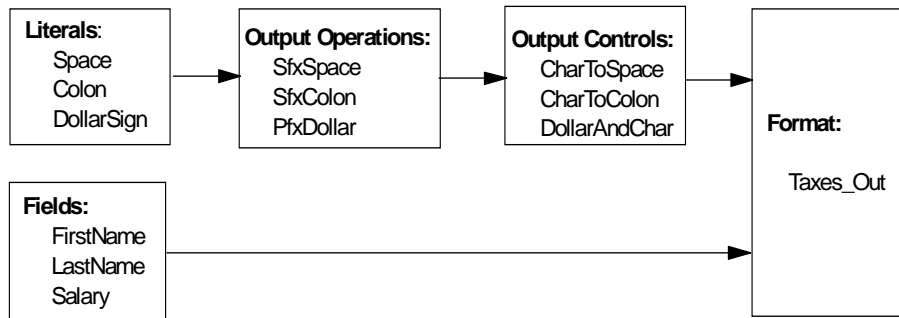 Literals:
Space
Colon
DollarSign
Output Operations:
SfxSpace
SfxColon
PfxDollar
Output Controls:
CharToSpace
CharToColon
DollarAndChar
Format:
Taxes_Out
Fields:
FirstName
LastName
Salary